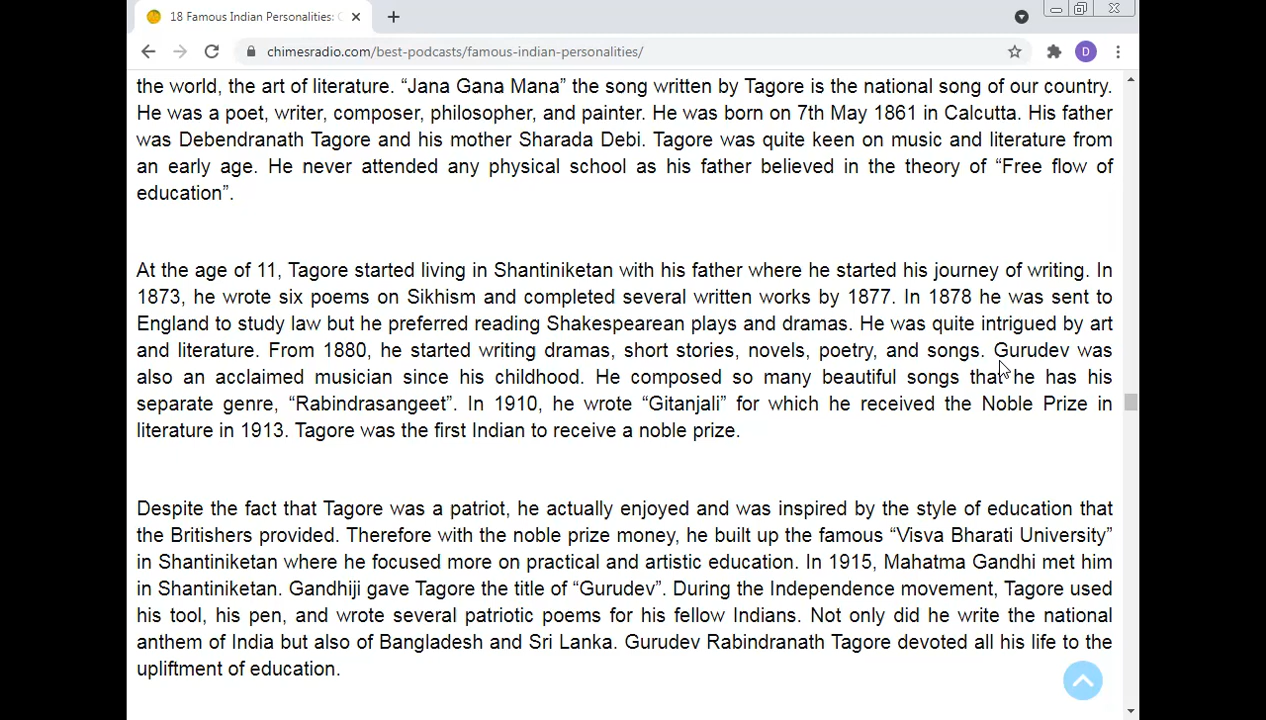 18 Famous Indian Personalities:
chimesradio.com/best-podcasts/famous-indian-personalities/
D
the world, the art of literature. “Jana Gana Mana” the song written by Tagore is the national song of our country.
He was a poet, writer, composer, philosopher, and painter. He was born on 7th May 1861 in Calcutta. His father
was Debendranath Tagore and his mother Sharada Debi. Tagore was quite keen on music and literature from
an early age. He never attended any physical school as his father believed in the theory of “Free flow of
education”.
At the age of 11, Tagore started living in Shantiniketan with his father where he started his journey of writing. In
1873, he wrote six poems on Sikhism and completed several written works by 1877. In 1878 he was sent to
England to study law but he preferred reading Shakespearean plays and dramas. He was quite intrigued by art
and literature. From 1880, he started writing dramas, short stories, novels, poetry, and songs. Gurudev was
also an acclaimed musician since his childhood. He composed so many beautiful songs that he has his
separate genre, “Rabindrasangeet”. In 1910, he wrote “Gitanjali” for which he received the Noble Prize in
literature in 1913. Tagore was the first Indian to receive a noble prize.
Despite the fact that Tagore was a patriot, he actually enjoyed and was inspired by the style of education that
the Britishers provided. Therefore with the noble prize money, he built up the famous “Visva Bharati University”
in Shantiniketan where he focused more on practical and artistic education. In 1915, Mahatma Gandhi met him
in Shantiniketan. Gandhiji gave Tagore the title of “Gurudev”. During the Independence movement, Tagore used
his tool, his pen, and wrote several patriotic poems for his fellow Indians. Not only did he write the national
anthem of India but also of Bangladesh and Sri Lanka. Gurudev Rabindranath Tagore devoted all his life to the
upliftment of education.